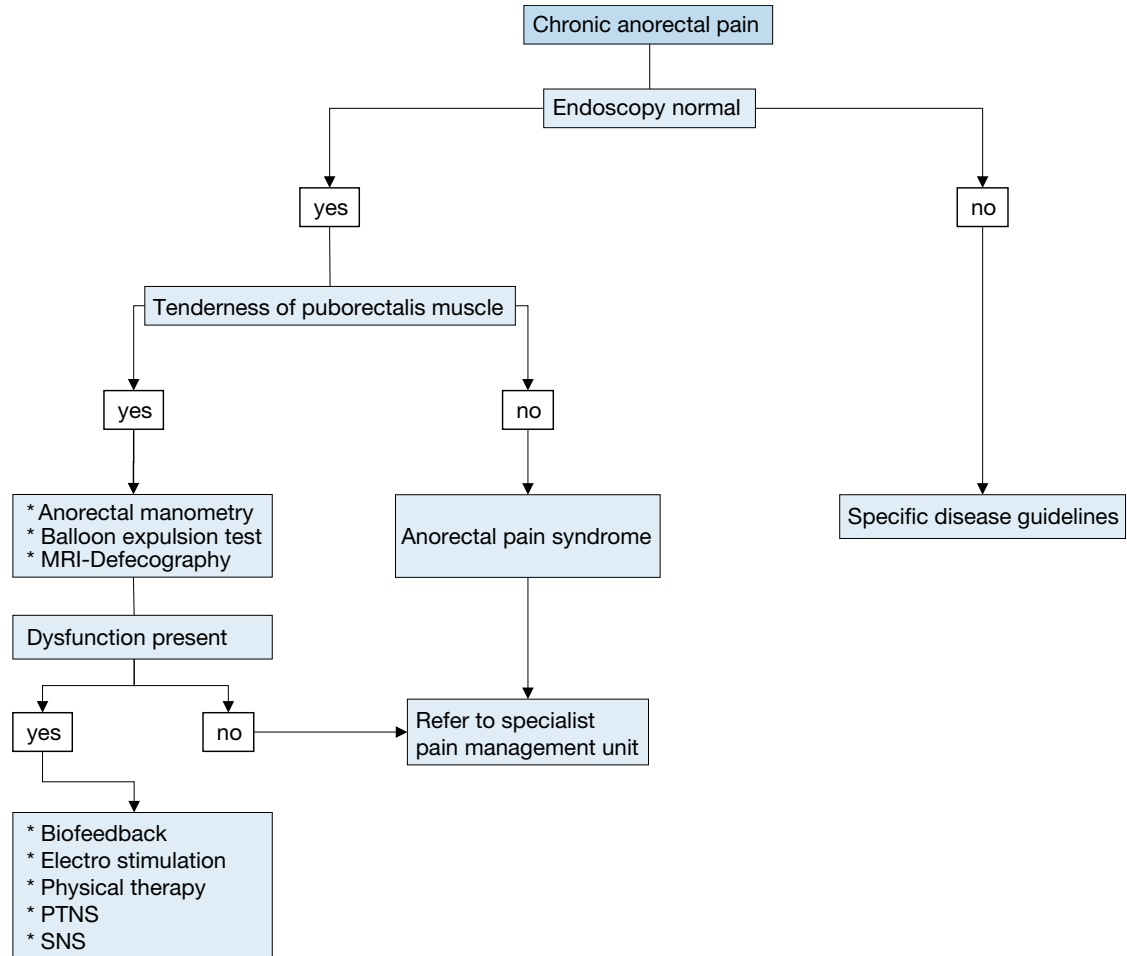 Chronic anorectal pain
Endoscopy normal
yes
no
Tenderness of puborectalis muscle
yes
no
* Anorectal manometry
* Balloon expulsion test
* MRI-Defecography
Anorectal pain syndrome
Specific disease guidelines
Dysfunction present
yes
no
Refer to specialist
pain management unit
* Biofeedback
* Electro stimulation
* Physical therapy
* PTNS
* SNS